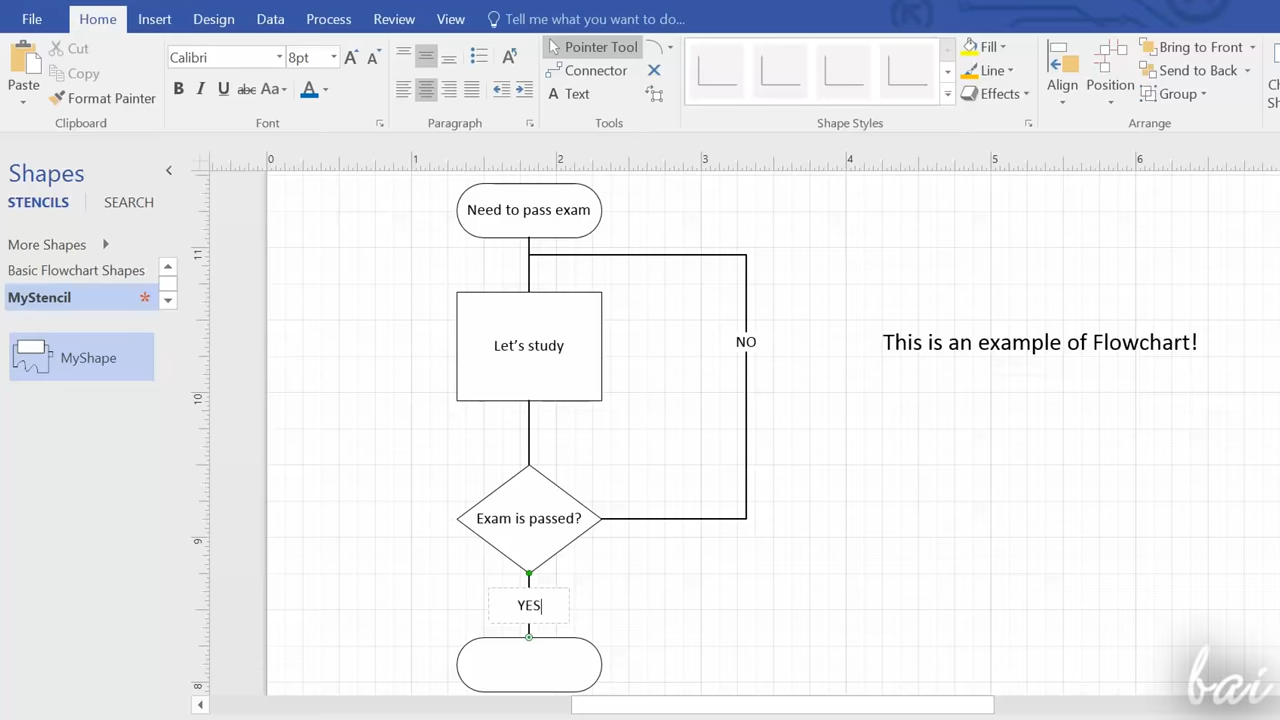 File Home Insert Design Data Process Review View Tell me what you want to do...
Paste
Cut
Copy
Format Painter
Clipboard
Calibri 8pt
B I U abc Aa A
Font
Paragraph
Pointer Tool
Connector
Text
Tools
Shape Styles
Fill
Line
Effects
Align
Position
Bring to Front
Send to Back
Group
Arrange
Shapes
STENCILS SEARCH
More Shapes
Basic Flowchart Shapes
MyStencil
MyShape
0 1 2 3 4 5 6
11
10
9
8
Need to pass exam
Let's study
NO
This is an example of Flowchart!
Exam is passed?
YES
bai